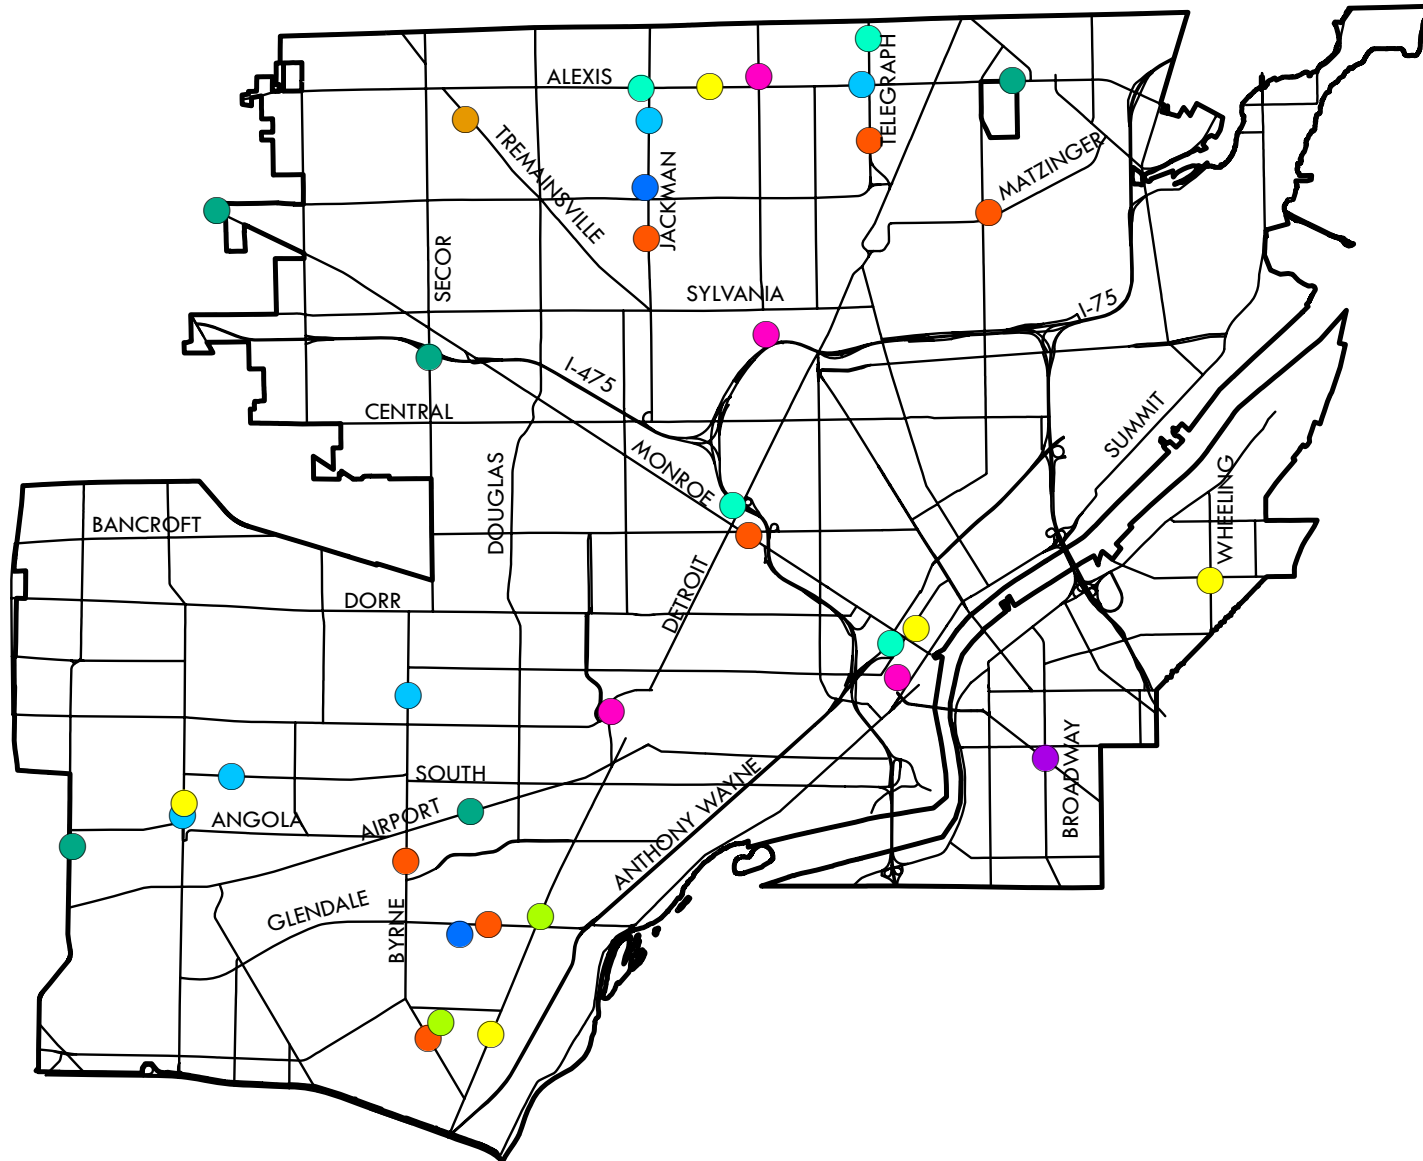 ALEXIS
TELEGRAPH
TREMAINSVILLE
MATZINGER
JACKMAN
SECOR
SYLVANIA
I-75
I-475
CENTRAL
SUMMIT
MONROE
DOUGLAS
WHEELING
BANCROFT
DETROIT
DORR
SOUTH
BROADWAY
ANGOLA
AIRPORT
ANTHONY WAYNE
GLENDALE
BYRNE